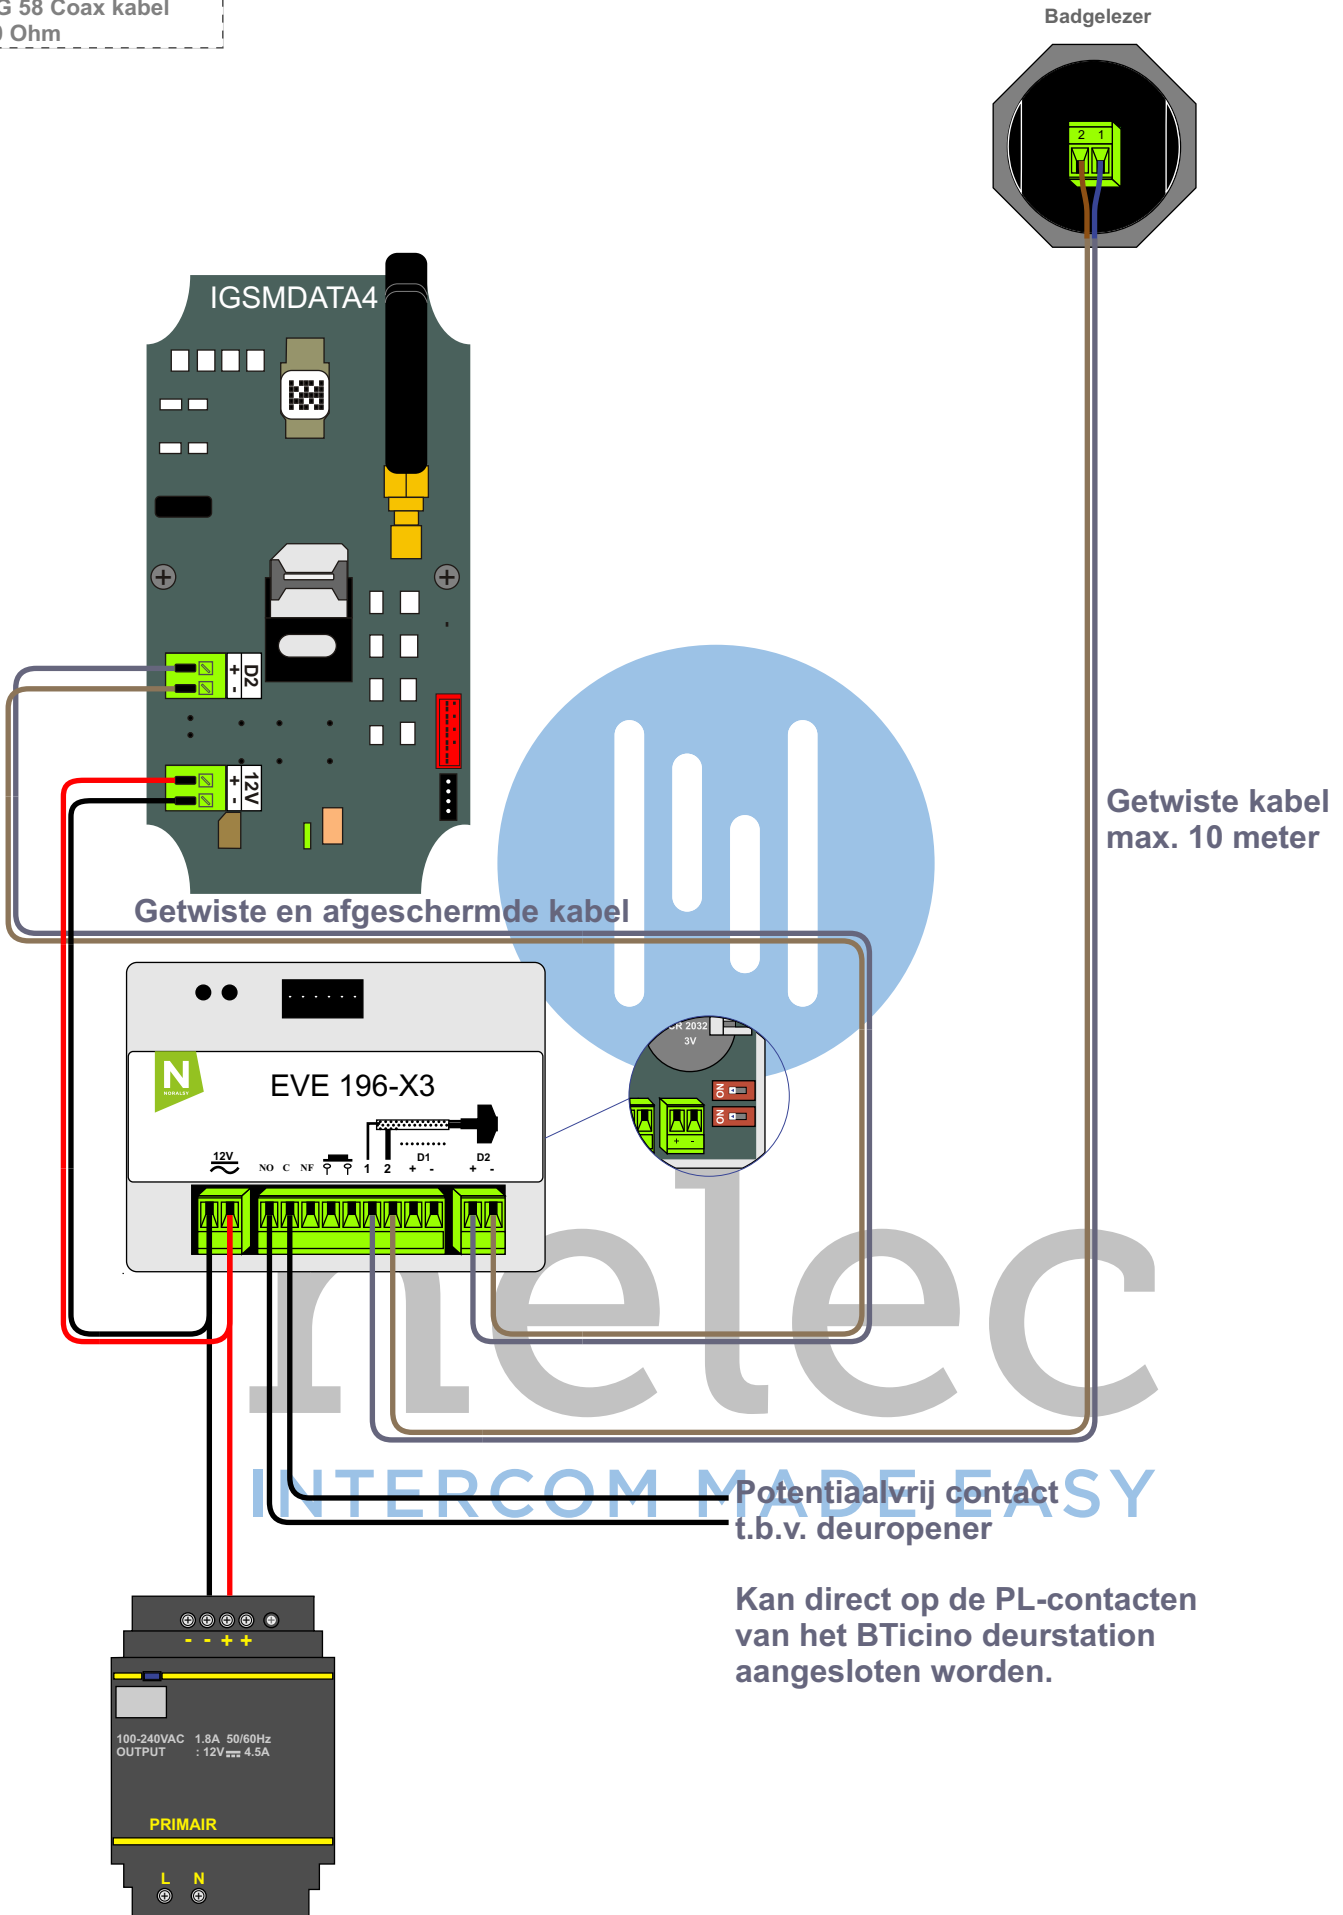 G 58 Coax kabel
Ohm
Badgelezer
2 1
IGSMDATA4
D2
+ -
12V
+ -
Getwiste kabel
max. 10 meter
Getwiste en afgeschermde kabel
CR 2032
3V
ON
ON
+ -
N
NORALSY
EVE 196-X3
12V
NO C NF 1 2
D1
+ -
D2
+ -
nelec
INTERCOM MADE EASY
Potentiaalvrij contact
t.b.v. deuropener
Kan direct op de PL-contacten
van het BTicino deurstation
aangesloten worden.
- - + +
100-240VAC 1.8A 50/60Hz
OUTPUT : 12V 4.5A
PRIMAIR
L N